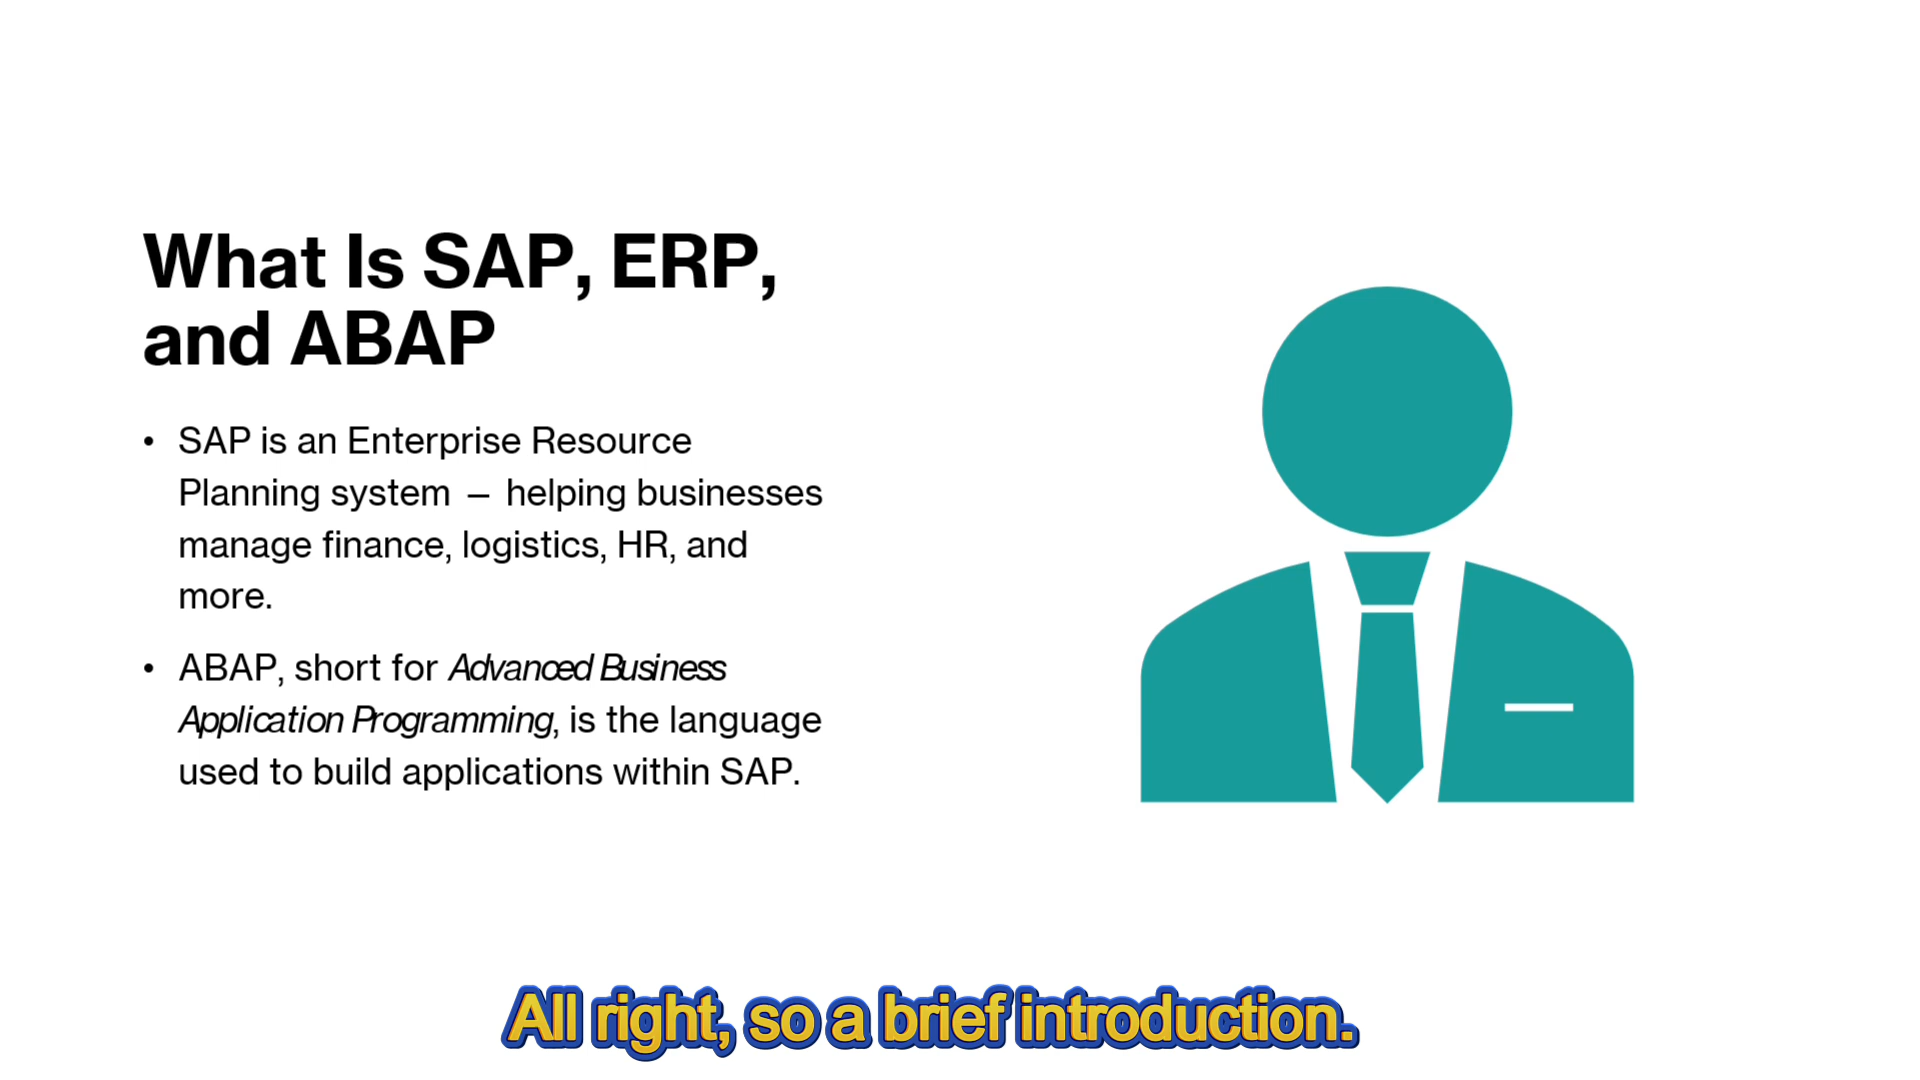 What Is SAP, ERP,
and ABAP
• SAP is an Enterprise Resource
Planning system – helping businesses
manage finance, logistics, HR, and
more.
• ABAP, short for Advanced Business
Application Programming, is the language
used to build applications within SAP.
All right, so a brief introduction.